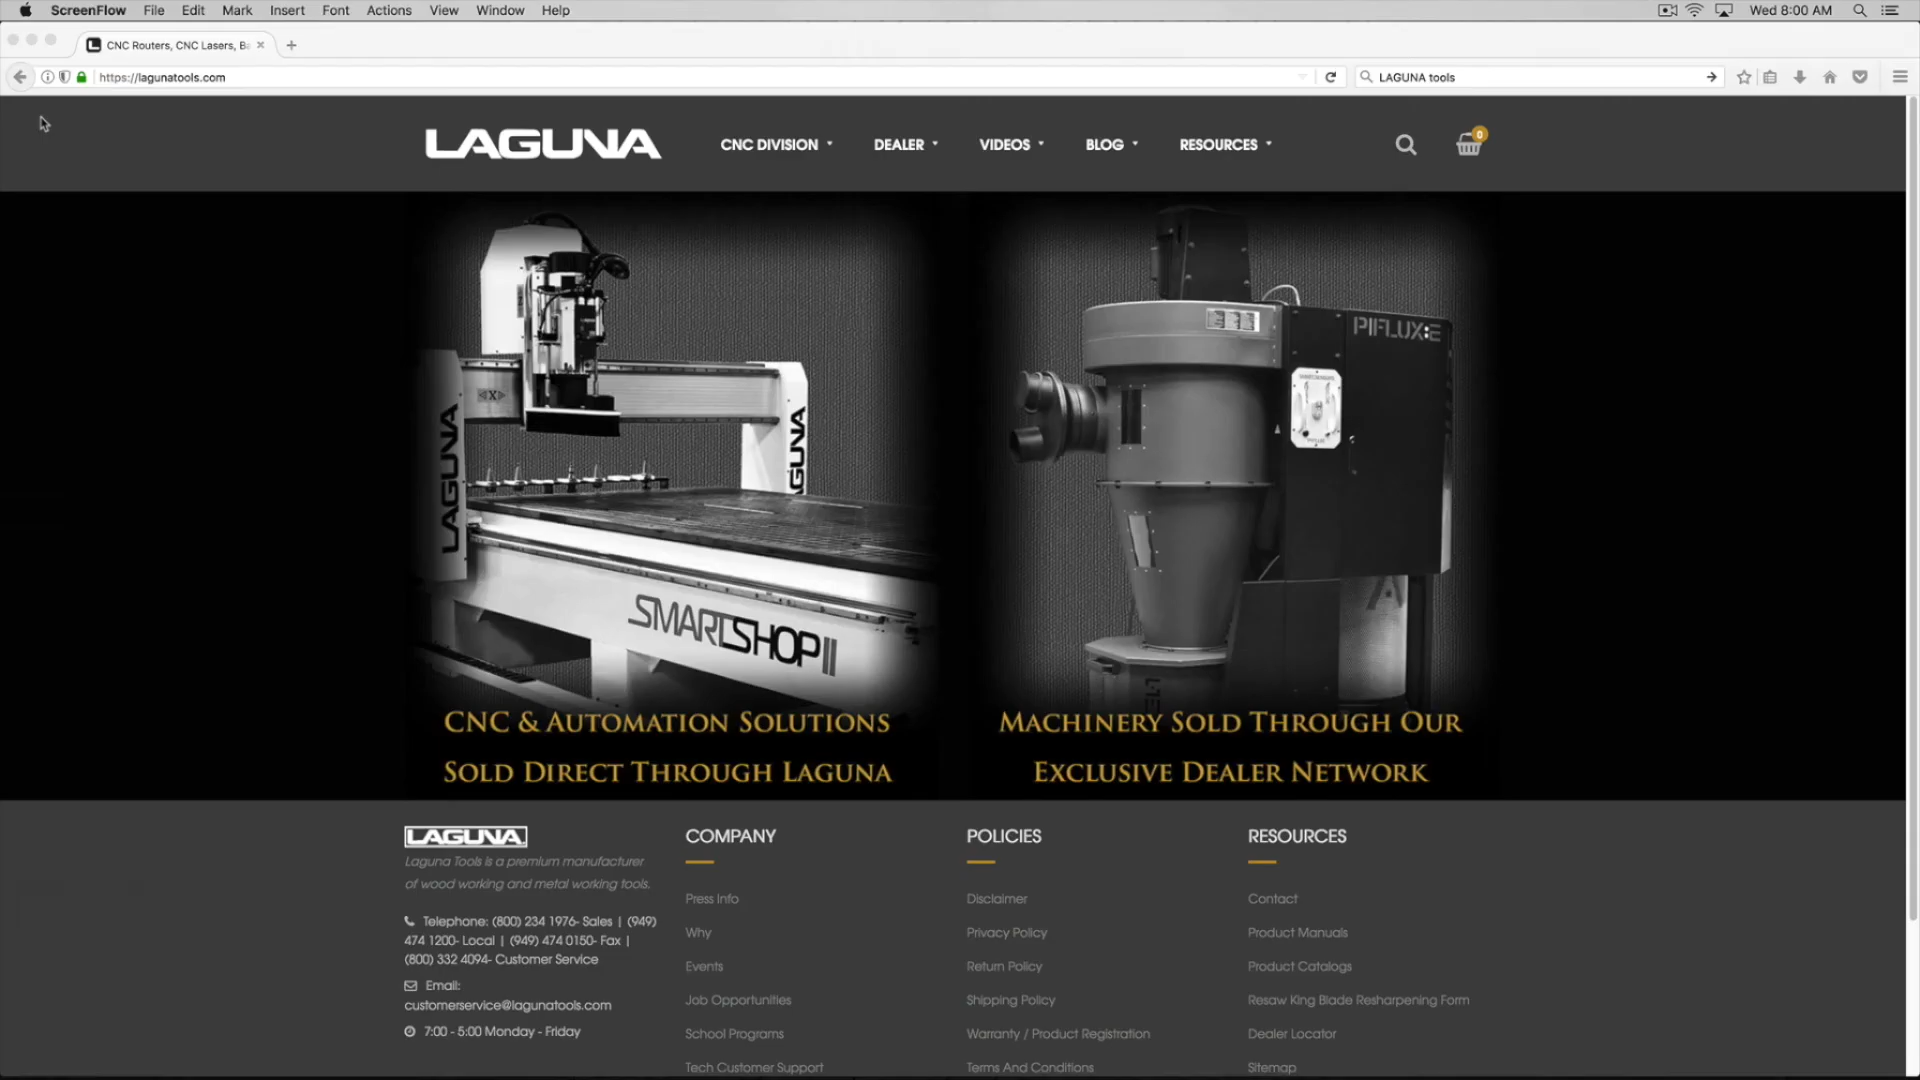 ScreenFlow File Edit Mark Insert Font Actions View Window Help Wed 8:00 AM
CNC Routers, CNC Lasers, Ba
https://lagunatools.com LAGUNA tools
LAGUNA CNC DIVISION DEALER VIDEOS BLOG RESOURCES 0
PIFLUX:E
X
LAGUNA
LAGUNA
SMARTSHOP II
CNC & AUTOMATION SOLUTIONS
SOLD DIRECT THROUGH LAGUNA
MACHINERY SOLD THROUGH OUR
EXCLUSIVE DEALER NETWORK
LAGUNA
Laguna Tools is a premium manufacturer
of wood working and metal working tools.
Telephone: (800) 234 1976- Sales | (949)
474 1200- Local | (949) 474 0150- Fax |
(800) 332 4094- Customer Service
Email:
customerservice@lagunatools.com
7:00 - 5:00 Monday - Friday
COMPANY
Press Info
Why
Events
Job Opportunities
School Programs
Tech Customer Support
POLICIES
Disclaimer
Privacy Policy
Return Policy
Shipping Policy
Warranty / Product Registration
Terms And Conditions
RESOURCES
Contact
Product Manuals
Product Catalogs
Resaw King Blade Resharpening Form
Dealer Locator
Sitemap